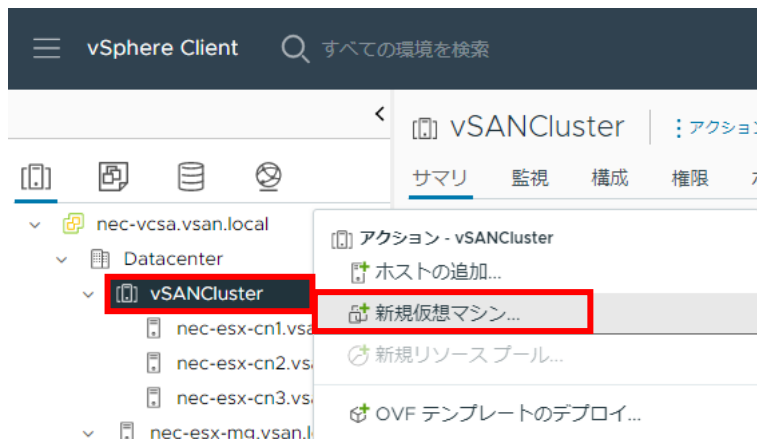 vSphere Client すべての環境を検索
vSANCluster アクション
サマリ 監視 構成 権限
nec-vcsa.vsan.local
Datacenter
vSANCluster
nec-esx-cn1.vsa
nec-esx-cn2.vsa
nec-esx-cn3.vsa
nec-esx-mg.vsan.l
アクション - vSANCluster
ホストの追加...
新規仮想マシン...
新規リソース プール...
OVF テンプレートのデプロイ...